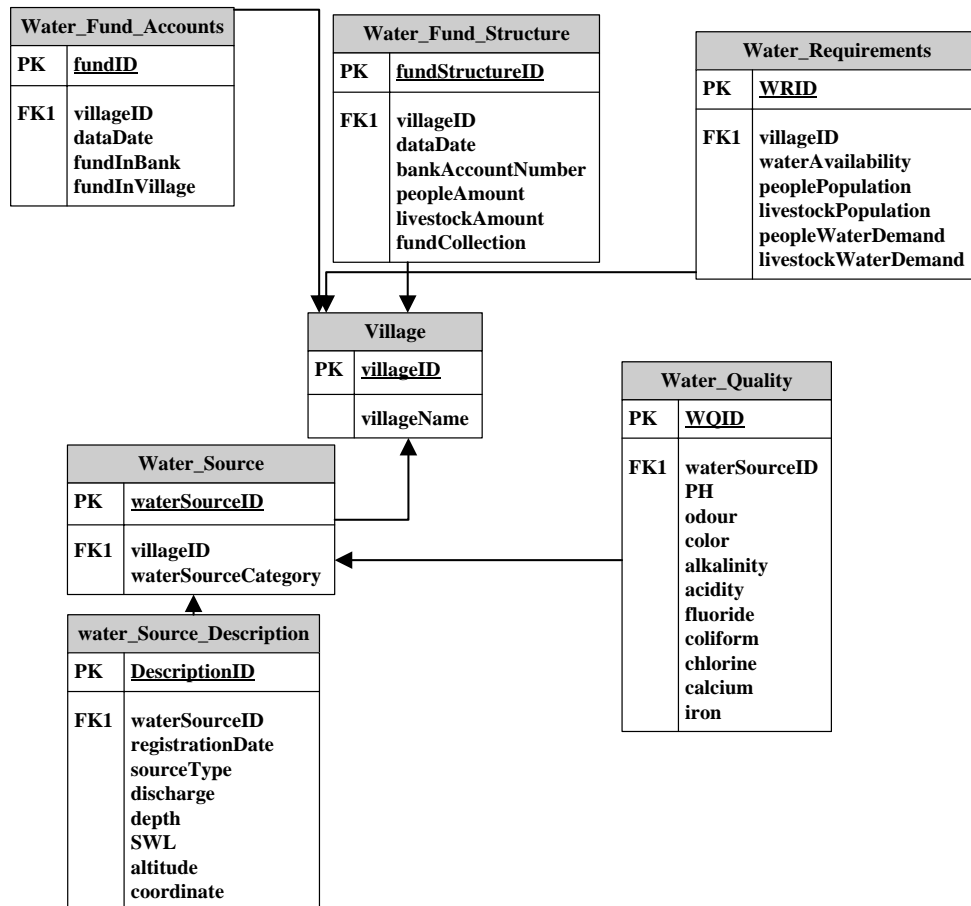 Water_Fund_Accounts
PK fundID
FK1 villageID
dataDate
fundInBank
fundInVillage
Water_Fund_Structure
PK fundStructureID
FK1 villageID
dataDate
bankAccountNumber
peopleAmount
livestockAmount
fundCollection
Water_Requirements
PK WRID
FK1 villageID
waterAvailability
peoplePopulation
livestockPopulation
peopleWaterDemand
livestockWaterDemand
Village
PK villageID
villageName
Water_Quality
PK WQID
FK1 waterSourceID
PH
odour
color
alkalinity
acidity
fluoride
coliform
chlorine
calcium
iron
Water_Source
PK waterSourceID
FK1 villageID
waterSourceCategory
water_Source_Description
PK DescriptionID
FK1 waterSourceID
registrationDate
sourceType
discharge
depth
SWL
altitude
coordinate